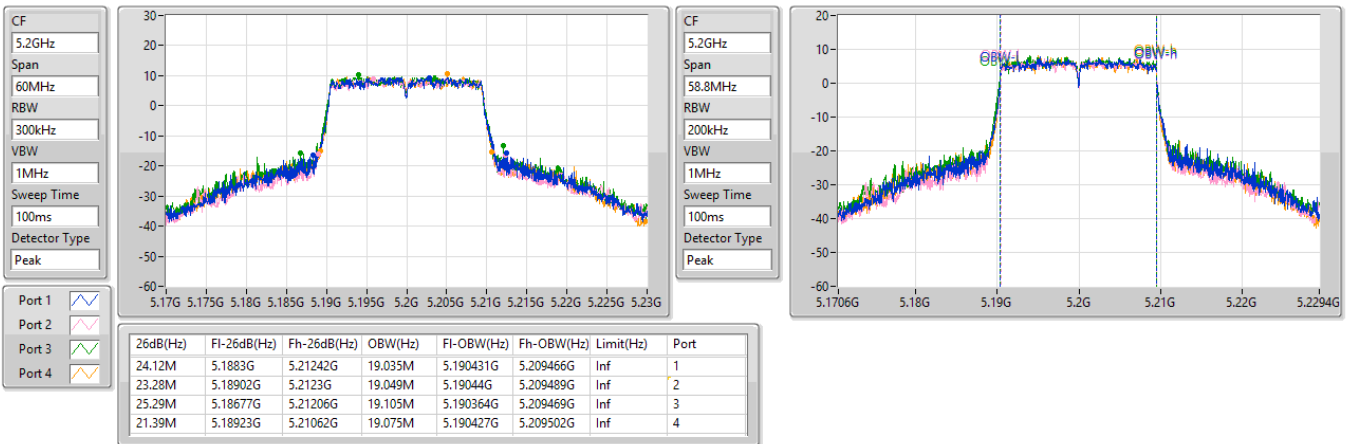 CF
5.2GHz
Span
60MHz
RBW
300kHz
VBW
1MHz
Sweep Time
100ms
Detector Type
Peak
30
20
10
0
-10
-20
-30
-40
-50
-60
5.17G 5.175G 5.18G 5.185G 5.19G 5.195G 5.2G 5.205G 5.21G 5.215G 5.22G 5.225G 5.23G
CF
5.2GHz
Span
58.8MHz
RBW
200kHz
VBW
1MHz
Sweep Time
100ms
Detector Type
Peak
20
10
0
-10
-20
-30
-40
-50
-60
OBW-l OBW-h
5.1706G 5.18G 5.19G 5.2G 5.21G 5.22G 5.2294G
Port 1
Port 2
Port 3
Port 4
26dB(Hz) Fl-26dB(Hz) Fh-26dB(Hz) OBW(Hz) Fl-OBW(Hz) Fh-OBW(Hz) Limit(Hz) Port
24.12M 5.1883G 5.21242G 19.035M 5.190431G 5.209466G Inf 1
23.28M 5.18902G 5.2123G 19.049M 5.19044G 5.209489G Inf 2
25.29M 5.18677G 5.21206G 19.105M 5.190364G 5.209469G Inf 3
21.39M 5.18923G 5.21062G 19.075M 5.190427G 5.209502G Inf 4